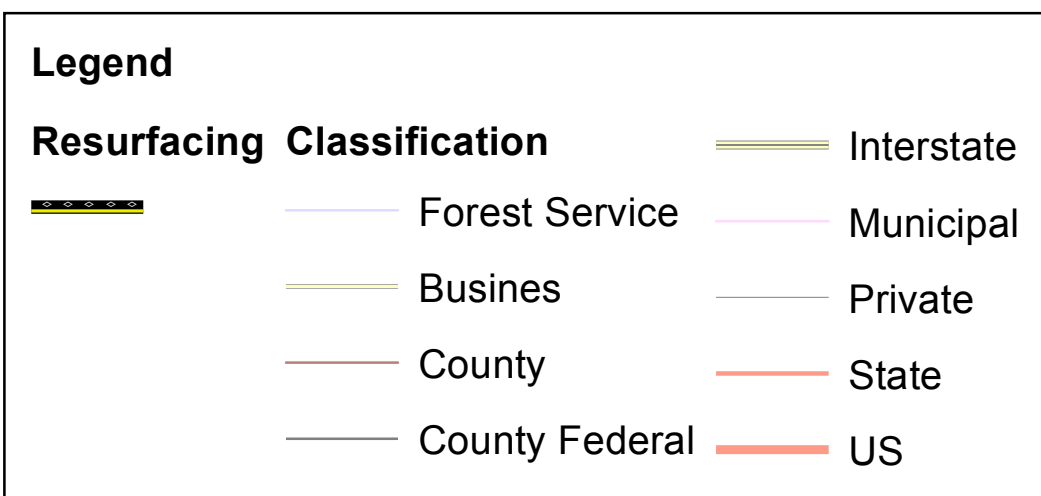 Legend
Resurfacing
Classification
Forest Service
Busines
County
County Federal
Interstate
Municipal
Private
State
US